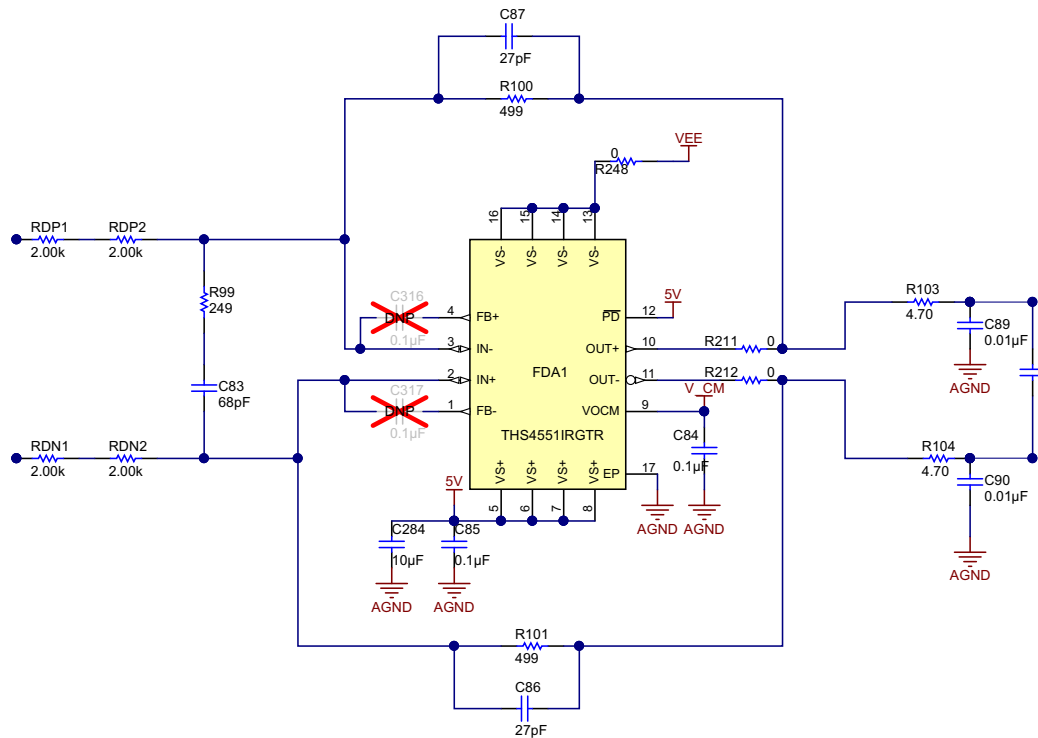 C87
27pF
R100
499
0
R248
VEE
16
15
14
13
VS-
VS-
VS-
VS-
RDP1
2.00k
RDP2
2.00k
R99
249
C83
68pF
RDN1
2.00k
RDN2
2.00k
C316
DNP
0.1µF
C317
DNP
0.1µF
4
FB+
3
IN-
2
IN+
1
FB-
PD
12
5V
OUT+
10
R211
0
OUT-
11
R212
0
FDA1
VOCM
9
V_CM
THS4551IRGTR
EP
17
C84
0.1µF
AGND
AGND
VS+
VS+
VS+
VS+
5
6
7
8
5V
C284
10µF
C85
0.1µF
AGND
AGND
R103
4.70
C89
0.01µF
AGND
R104
4.70
C90
0.01µF
AGND
R101
499
C86
27pF